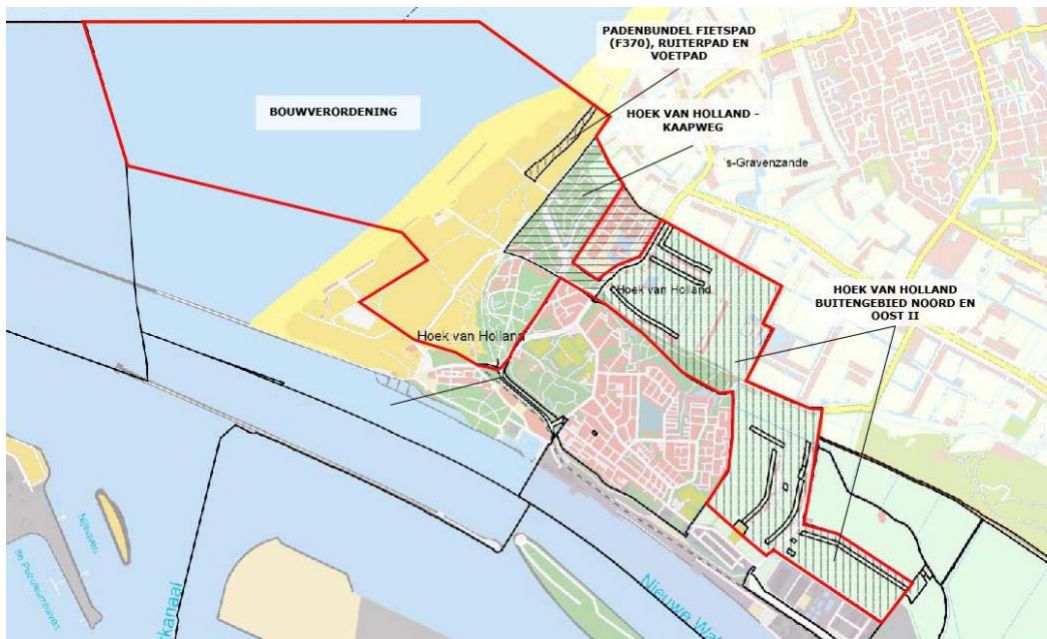 PADENBUNDEL FIETSPAD
(F370), RUITERPAD EN
VOETPAD
BOUWVERORDENING
HOEK VAN HOLLAND -
KAAPWEG
's-Gravenzande
HOEK VAN HOLLAND
BUITENGEBIED NOORD EN
OOST II
Hoek van Holland
Hoek van Holland
Nieuwe Wa